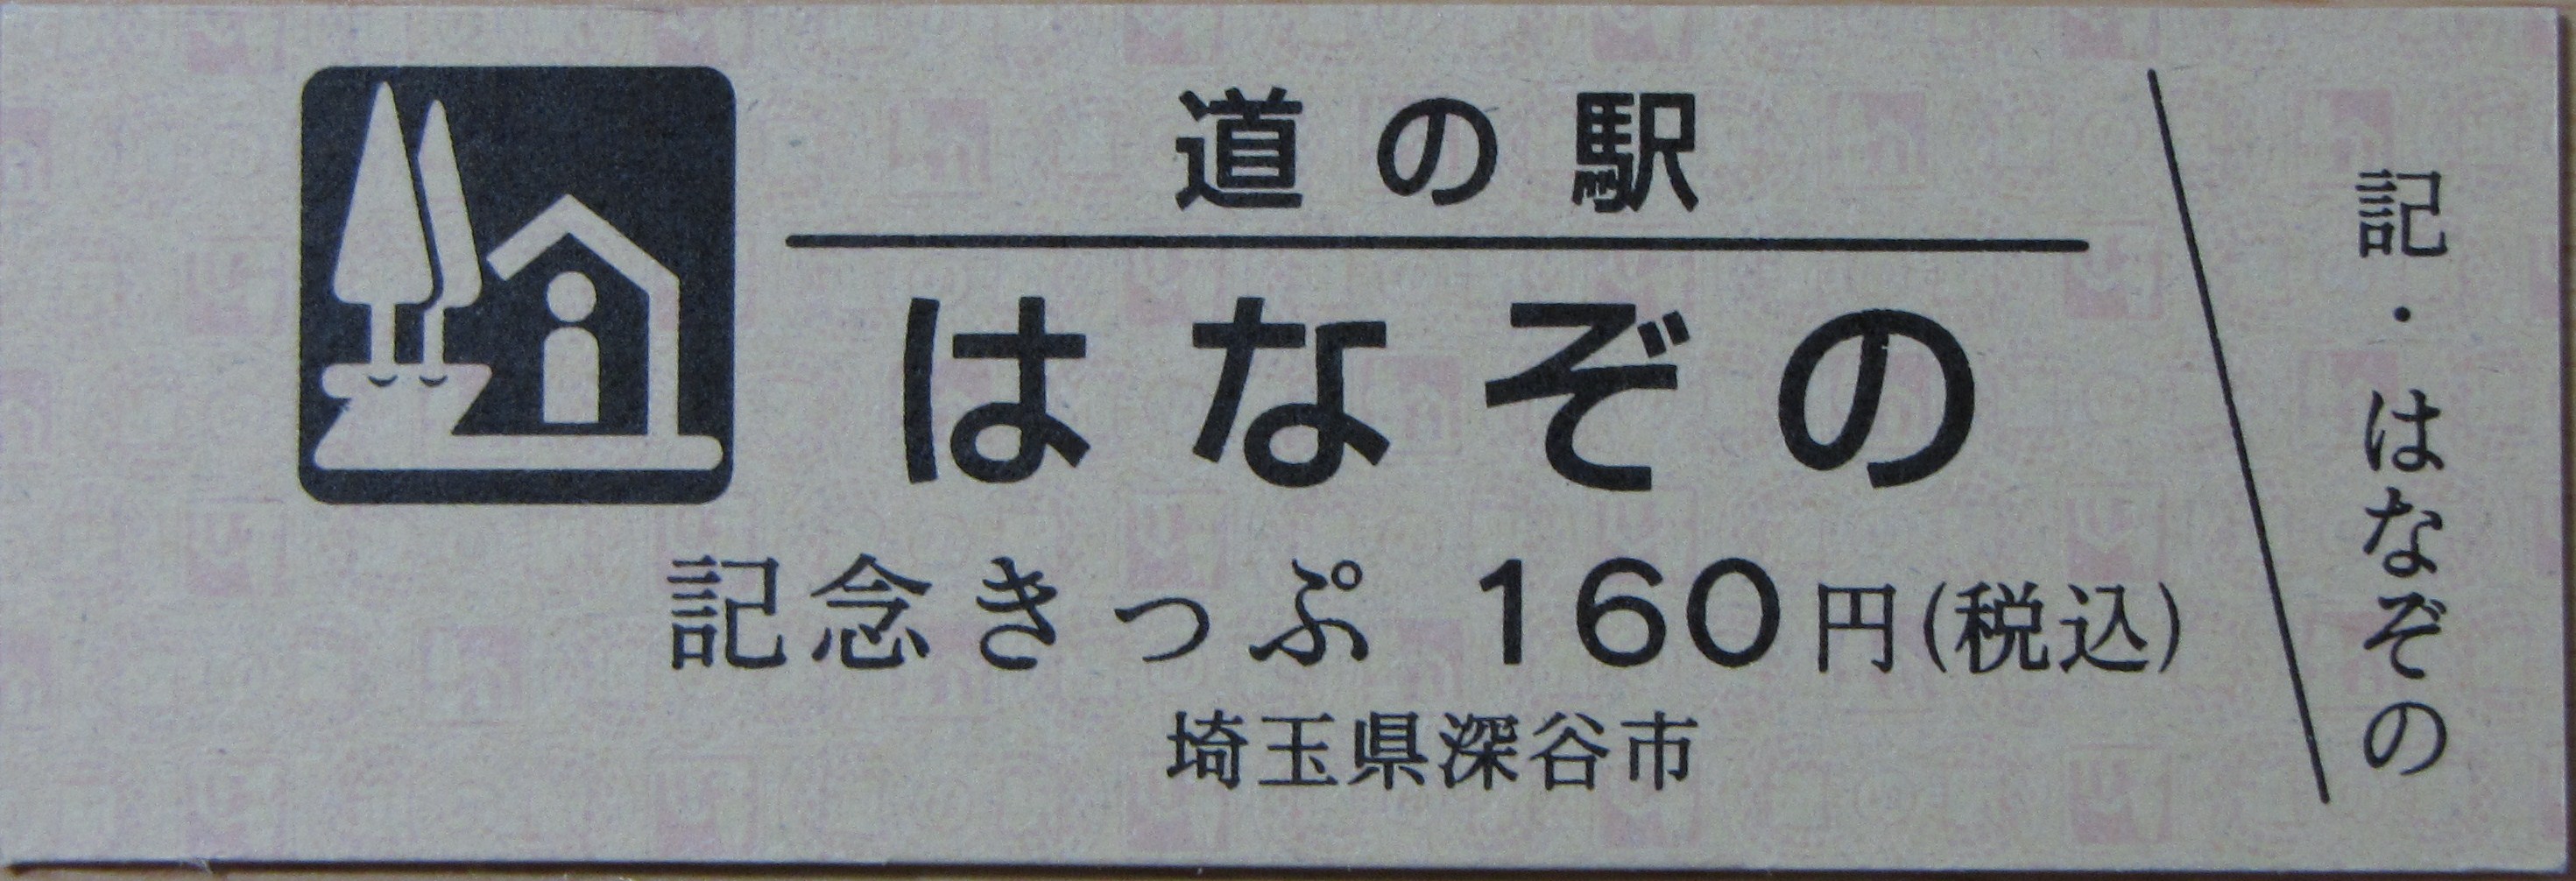 道の駅
はなぞの
記念きっぷ 160円(税込)
埼玉県深谷市
記・はなぞの